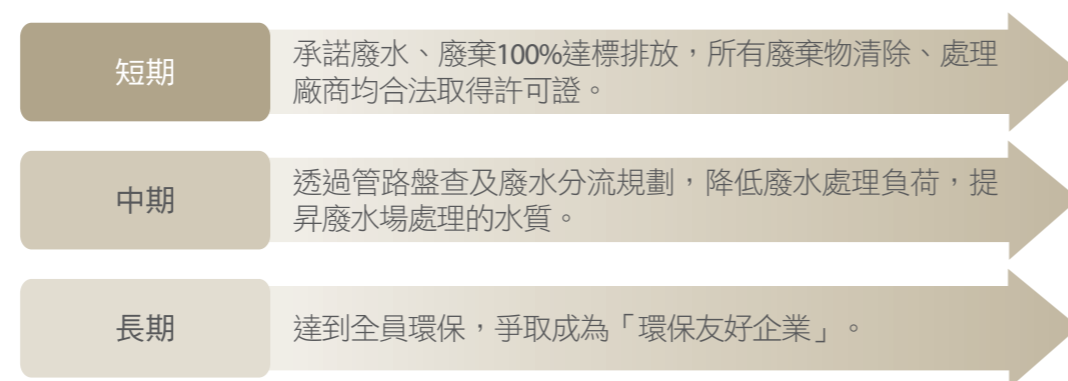 短期
承諾廢水、廢棄100%達標排放，所有廢棄物清除、處理
廠商均合法取得許可證。
中期
透過管路盤查及廢水分流規劃，降低廢水處理負荷，提
昇廢水場處理的水質。
長期
達到全員環保，爭取成為「環保友好企業」。